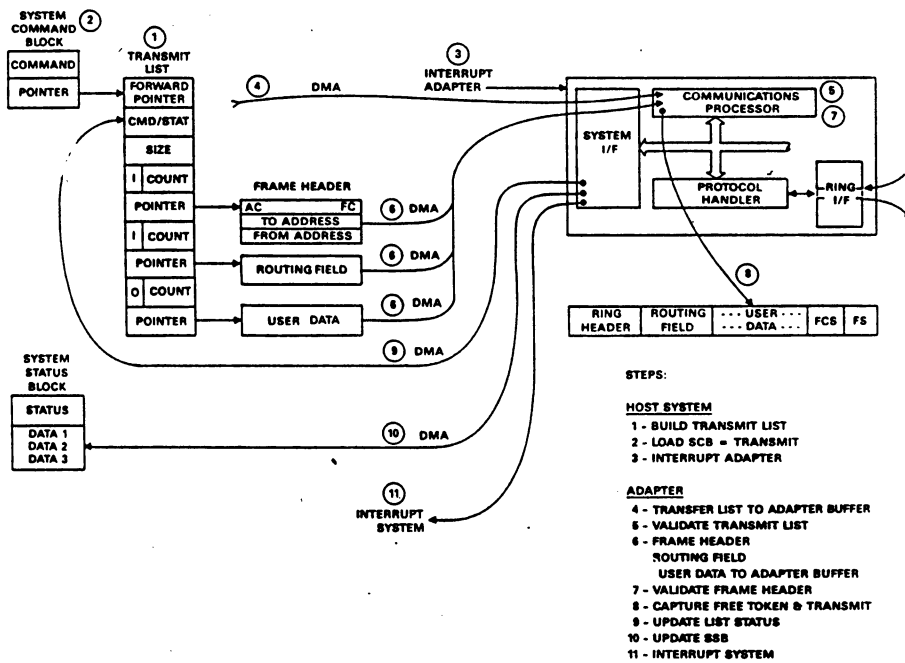 SYSTEM
COMMAND
BLOCK
2
COMMAND
POINTER
1
TRANSMIT
LIST
FORWARD
POINTER
CMD/STAT
SIZE
1 COUNT
POINTER
1 COUNT
POINTER
0 COUNT
POINTER
FRAME HEADER
AC FC
TO ADDRESS
FROM ADDRESS
ROUTING FIELD
USER DATA
4 DMA
3
INTERRUPT
ADAPTER
6 DMA
6 DMA
6 DMA
9 DMA
SYSTEM
I/F
COMMUNICATIONS
PROCESSOR
5
7
PROTOCOL
HANDLER
RING
I/F
8
RING
HEADER
ROUTING
FIELD
··· USER ···
··· DATA ···
FCS
FS
SYSTEM
STATUS
BLOCK
STATUS
DATA 1
DATA 2
DATA 3
10 DMA
11
INTERRUPT
SYSTEM
STEPS:
HOST SYSTEM
1 - BUILD TRANSMIT LIST
2 - LOAD SCB = TRANSMIT
3 - INTERRUPT ADAPTER
ADAPTER
4 - TRANSFER LIST TO ADAPTER BUFFER
5 - VALIDATE TRANSMIT LIST
6 - FRAME HEADER
ROUTING FIELD
USER DATA TO ADAPTER BUFFER
7 - VALIDATE FRAME HEADER
8 - CAPTURE FREE TOKEN & TRANSMIT
9 - UPDATE LIST STATUS
10 - UPDATE SSB
11 - INTERRUPT SYSTEM